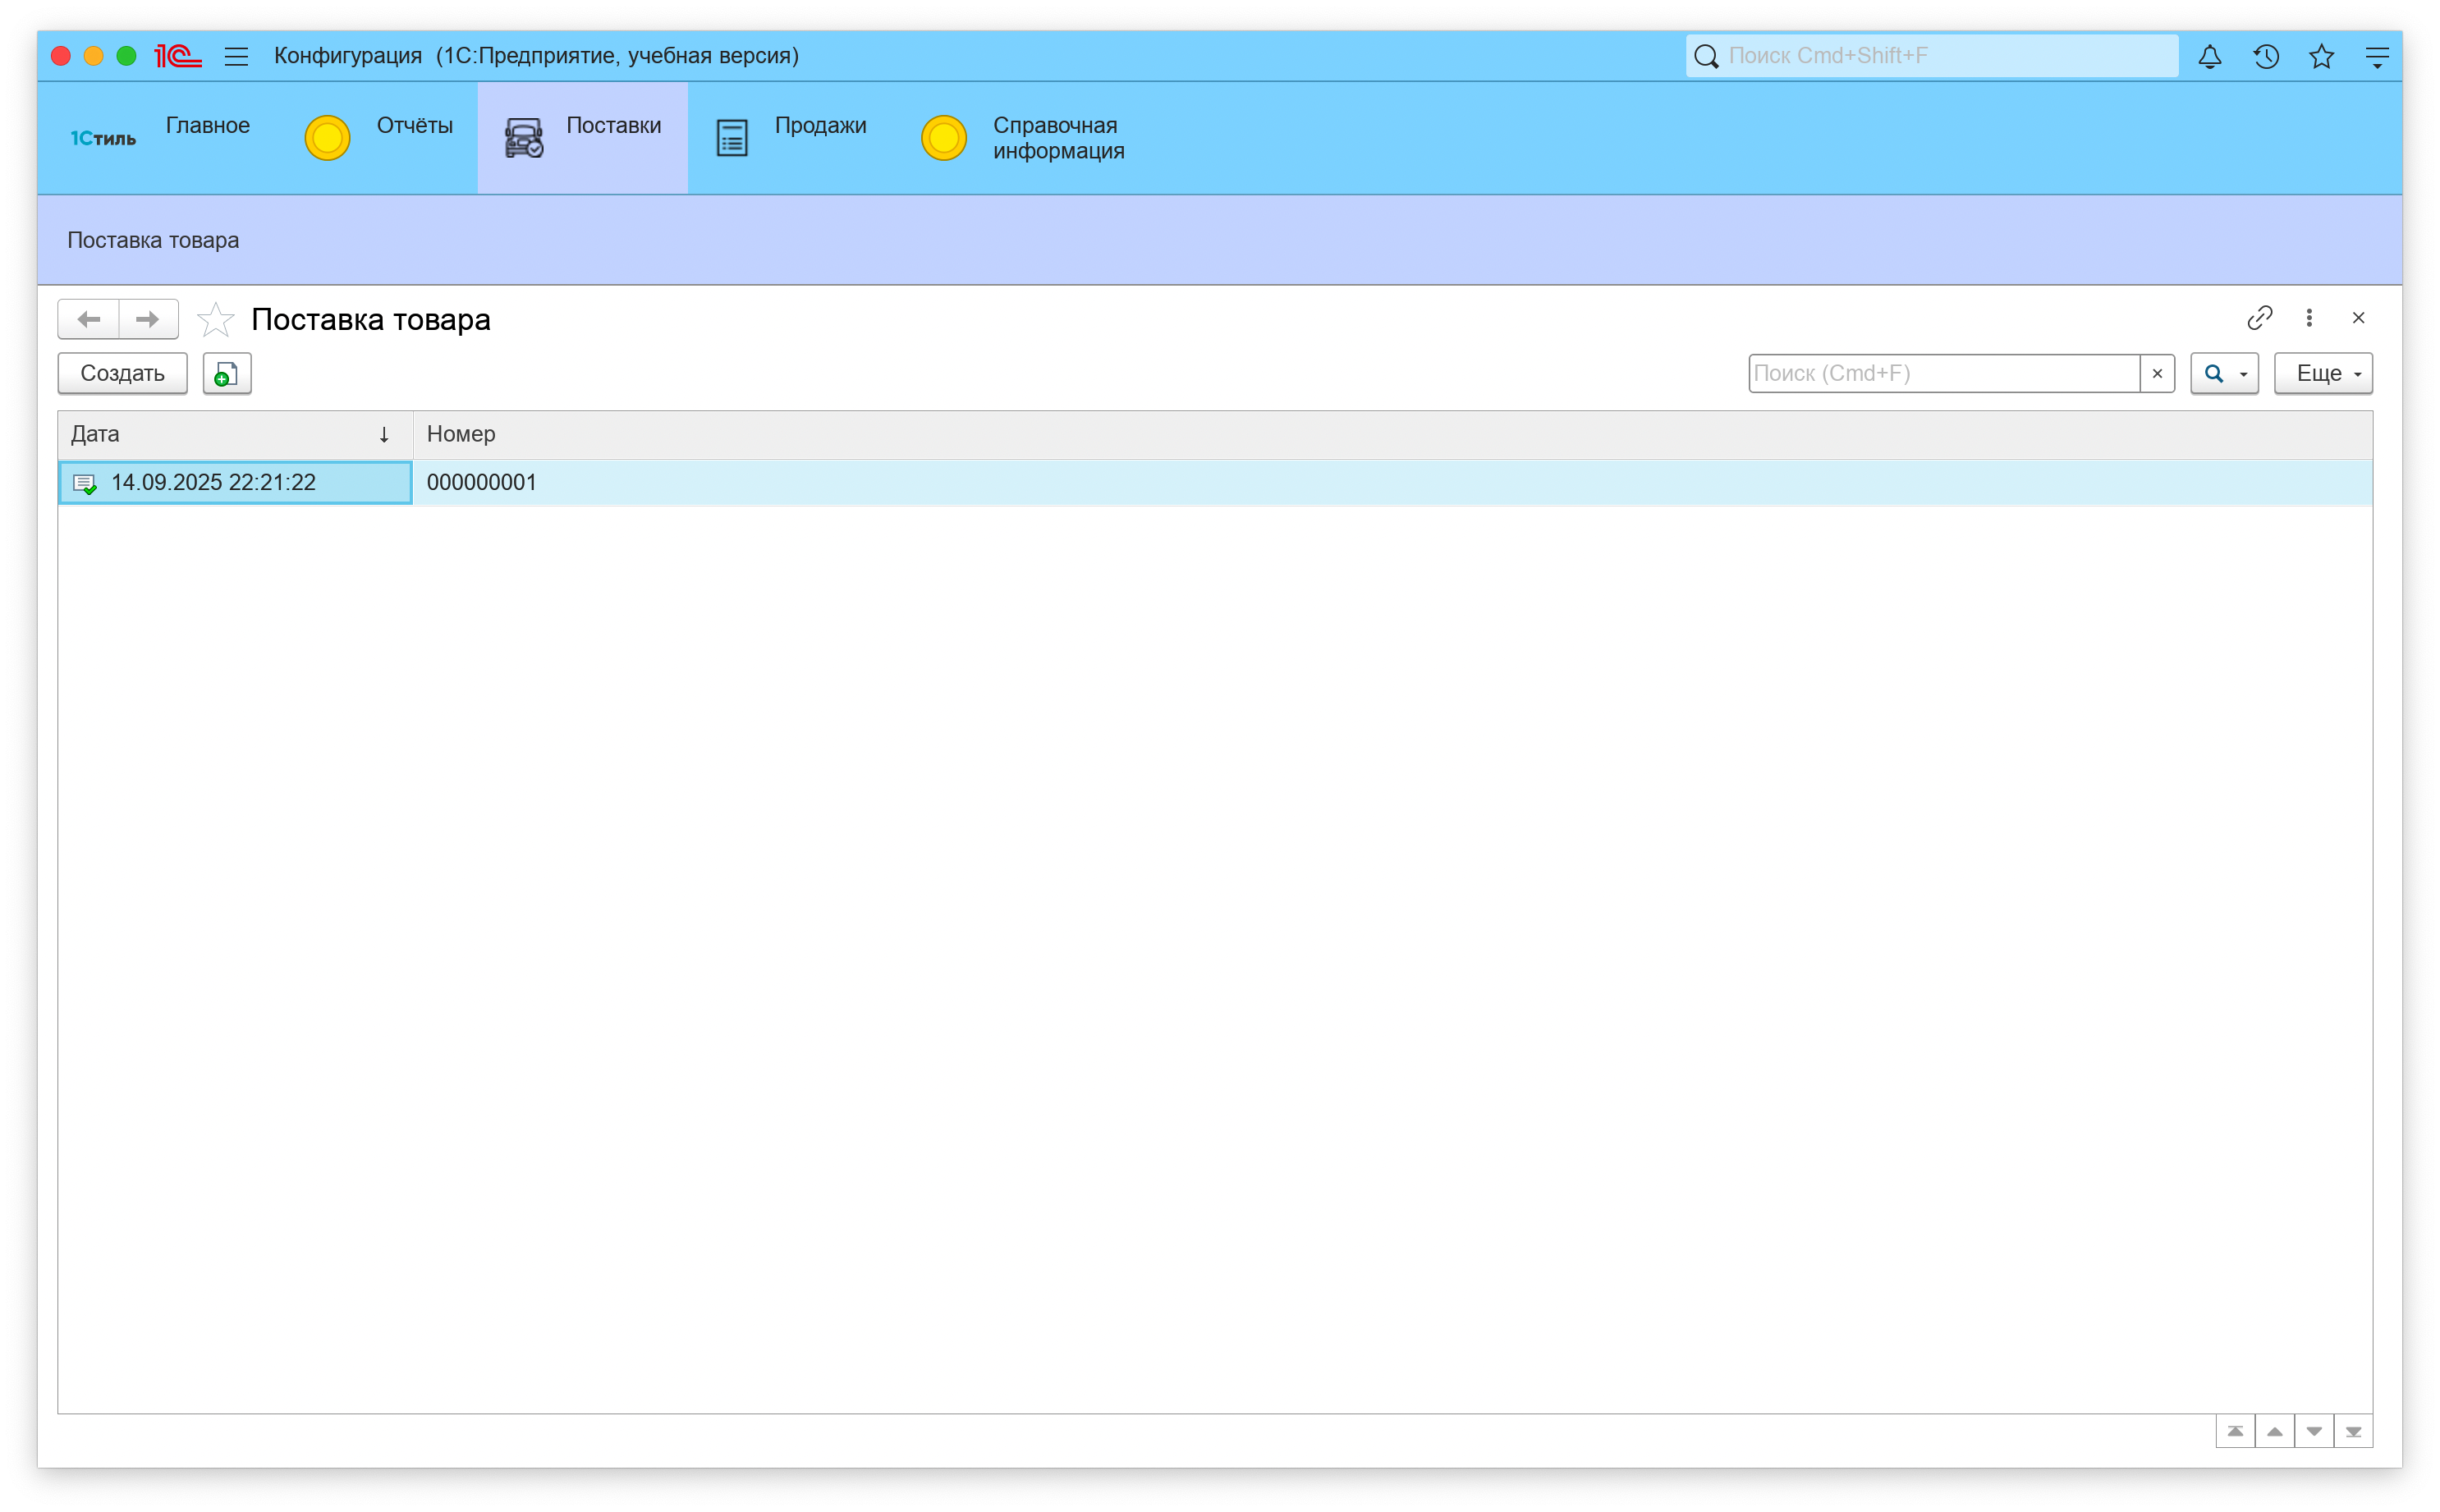 1С Конфигурация (1С:Предприятие, учебная версия) Поиск Cmd+Shift+F
1Стиль Главное Отчёты Поставки Продажи Справочная
информация
Поставка товара
Поставка товара
Создать Поиск (Cmd+F) × Еще
Дата ↓ Номер
14.09.2025 22:21:22 000000001